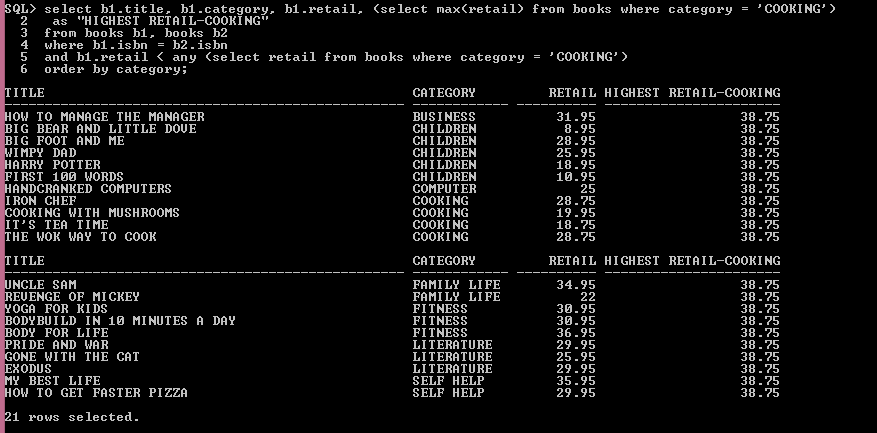 SQL> select b1.title, b1.category, b1.retail, (select max(retail) from books where category = 'COOKING')
2 as "HIGHEST RETAIL-COOKING"
3 from books b1, books b2
4 where b1.isbn = b2.isbn
5 and b1.retail < any (select retail from books where category = 'COOKING')
6 order by category;
TITLE CATEGORY RETAIL HIGHEST RETAIL-COOKING
HOW TO MANAGE THE MANAGER BUSINESS 31.95 38.75
BIG BEAR AND LITTLE DOVE CHILDREN 8.95 38.75
BIG FOOT AND ME CHILDREN 28.95 38.75
WIMPY DAD CHILDREN 25.95 38.75
HARRY POTTER CHILDREN 18.95 38.75
FIRST 100 WORDS CHILDREN 10.95 38.75
HANDCRANKED COMPUTERS COMPUTER 25 38.75
IRON CHEF COOKING 28.75 38.75
COOKING WITH MUSHROOMS COOKING 19.95 38.75
IT'S TEA TIME COOKING 18.75 38.75
THE WOK WAY TO COOK COOKING 28.75 38.75
TITLE CATEGORY RETAIL HIGHEST RETAIL-COOKING
UNCLE SAM FAMILY LIFE 34.95 38.75
REVENGE OF MICKEY FAMILY LIFE 22 38.75
YOGA FOR KIDS FITNESS 30.95 38.75
BODYBUILD IN 10 MINUTES A DAY FITNESS 30.95 38.75
BODY FOR LIFE FITNESS 36.95 38.75
PRIDE AND WAR LITERATURE 29.95 38.75
GONE WITH THE CAT LITERATURE 25.95 38.75
EXODUS LITERATURE 29.95 38.75
MY BEST LIFE SELF HELP 35.95 38.75
HOW TO GET FASTER PIZZA SELF HELP 29.95 38.75
21 rows selected.